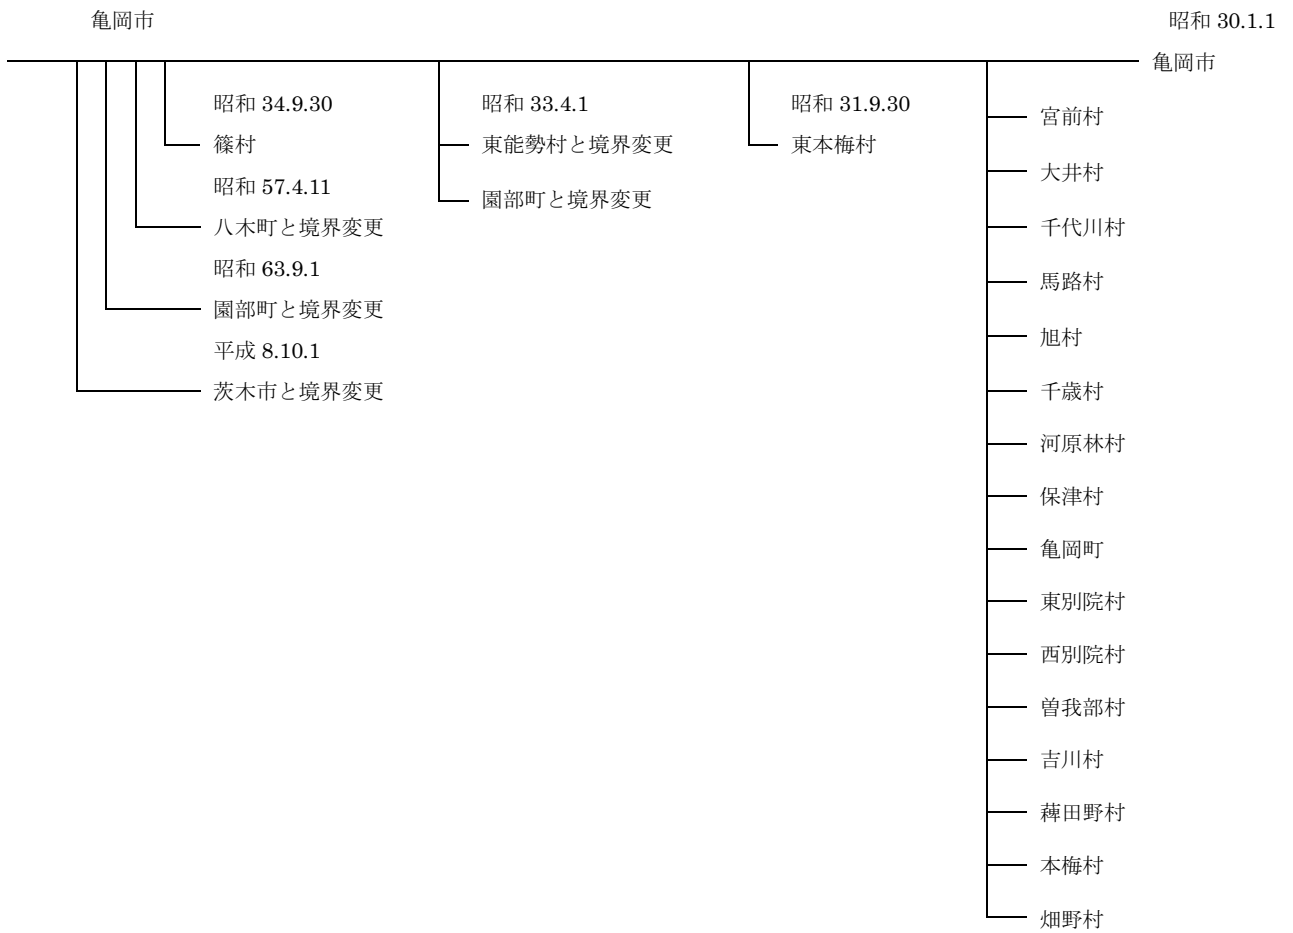 亀岡市
昭和 30.1.1
亀岡市
昭和 34.9.30
篠村
昭和 57.4.11
八木町と境界変更
昭和 63.9.1
園部町と境界変更
平成 8.10.1
茨木市と境界変更
昭和 33.4.1
東能勢村と境界変更
園部町と境界変更
昭和 31.9.30
東本梅村
宮前村
大井村
千代川村
馬路村
旭村
千歳村
河原林村
保津村
亀岡町
東別院村
西別院村
曽我部村
吉川村
薭田野村
本梅村
畑野村